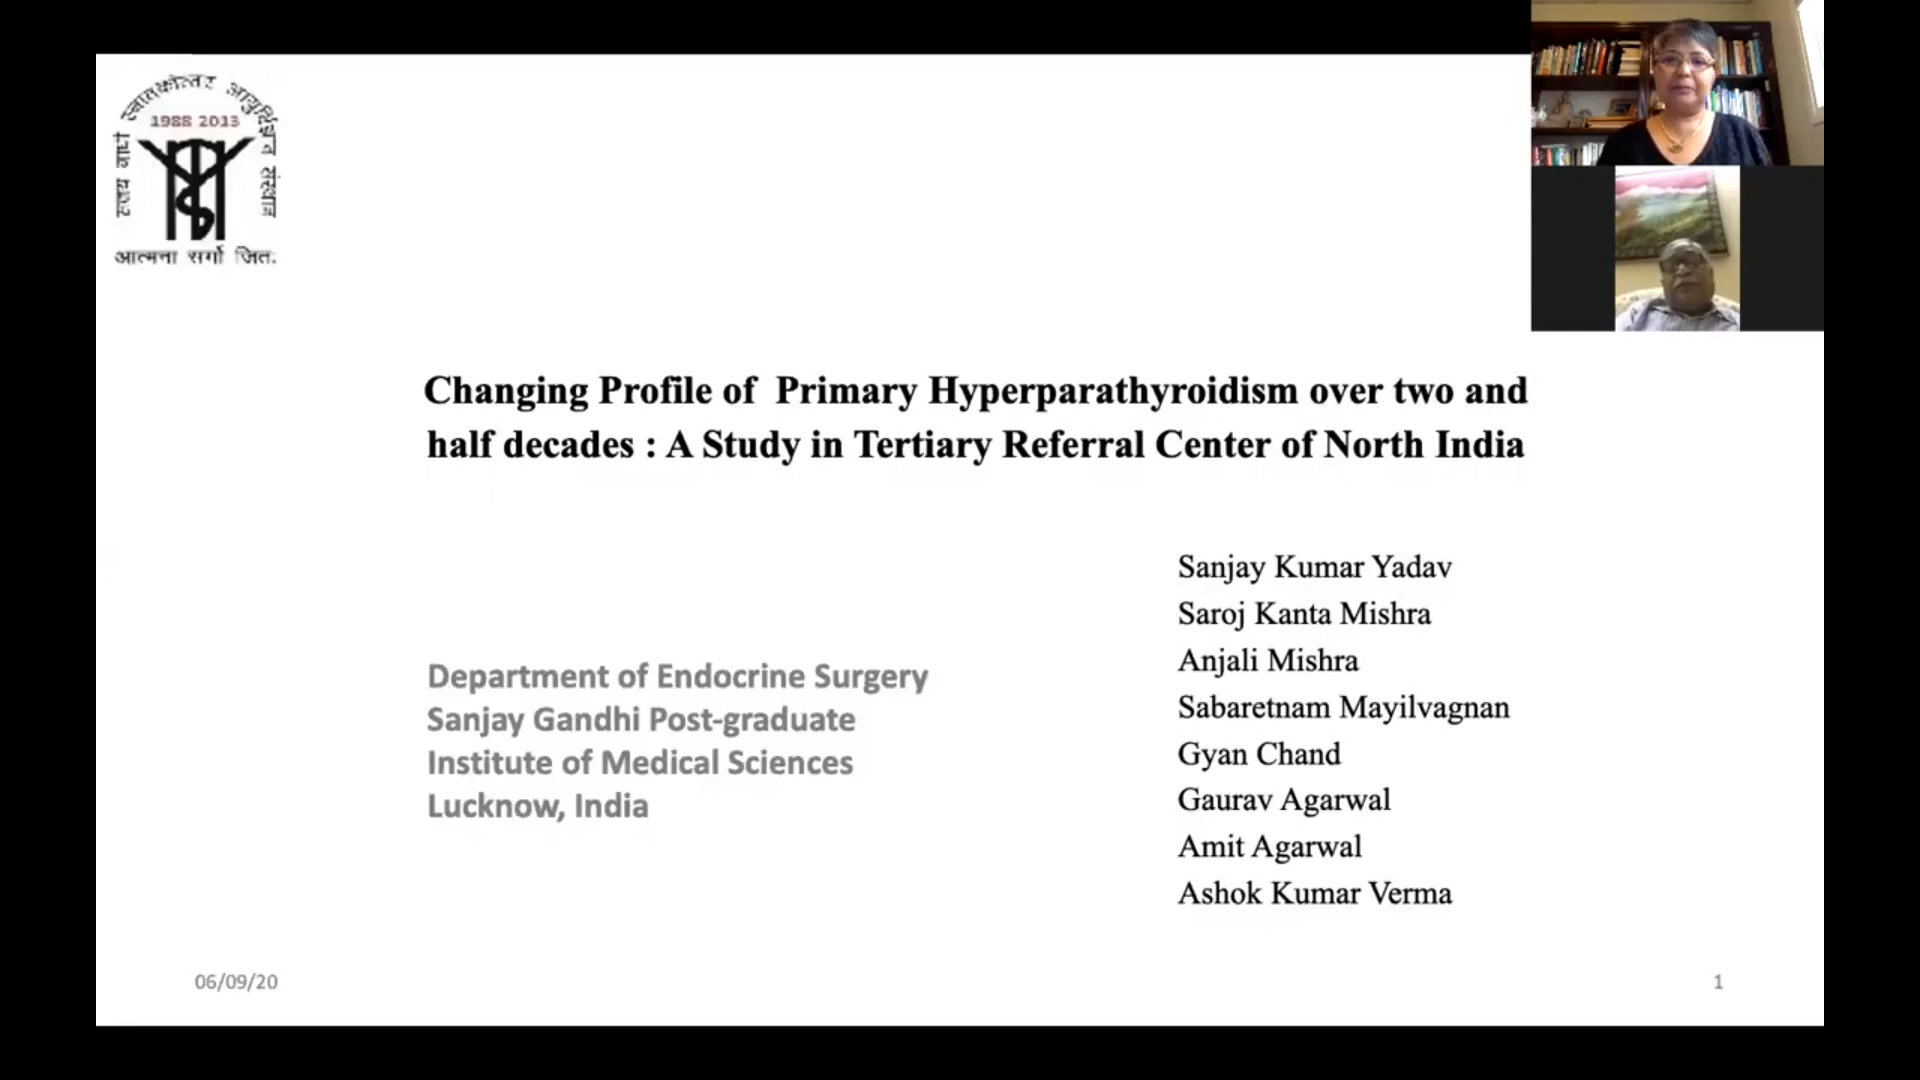 स्नातकोत्तर आयुर्विज्ञान संस्थान
1988 2013
आत्मना सर्गो जित:
Changing Profile of Primary Hyperparathyroidism over two and
half decades : A Study in Tertiary Referral Center of North India
Sanjay Kumar Yadav
Saroj Kanta Mishra
Anjali Mishra
Sabaretnam Mayilvagnan
Gyan Chand
Gaurav Agarwal
Amit Agarwal
Ashok Kumar Verma
Department of Endocrine Surgery
Sanjay Gandhi Post-graduate
Institute of Medical Sciences
Lucknow, India
06/09/20
1